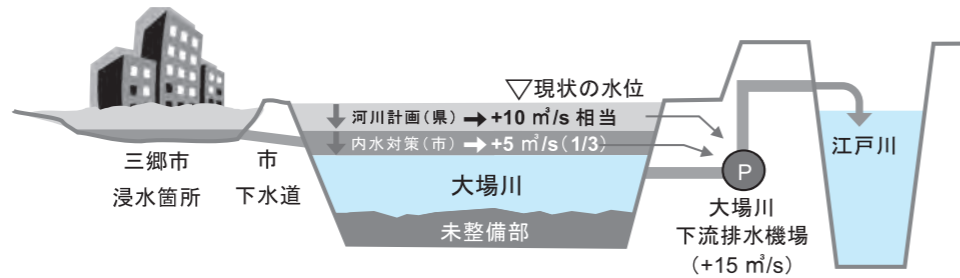 ▽現状の水位
河川計画（県）➡+10 ㎥/s 相当
内水対策（市）➡+5 ㎥/s（1/3）
三郷市
浸水箇所
市
下水道
大場川
未整備部
P
大場川
下流排水機場
（+15 ㎥/s）
江戸川